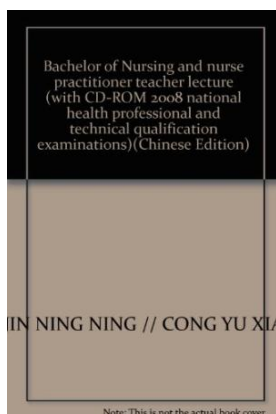 Bachelor of Nursing and nurse
practitioner teacher lecture
(with CD-ROM 2008 national
health professional and
technical qualification
examinations)(Chinese Edition)
NING NING // CONG YU
Note: This is not the actual book cover